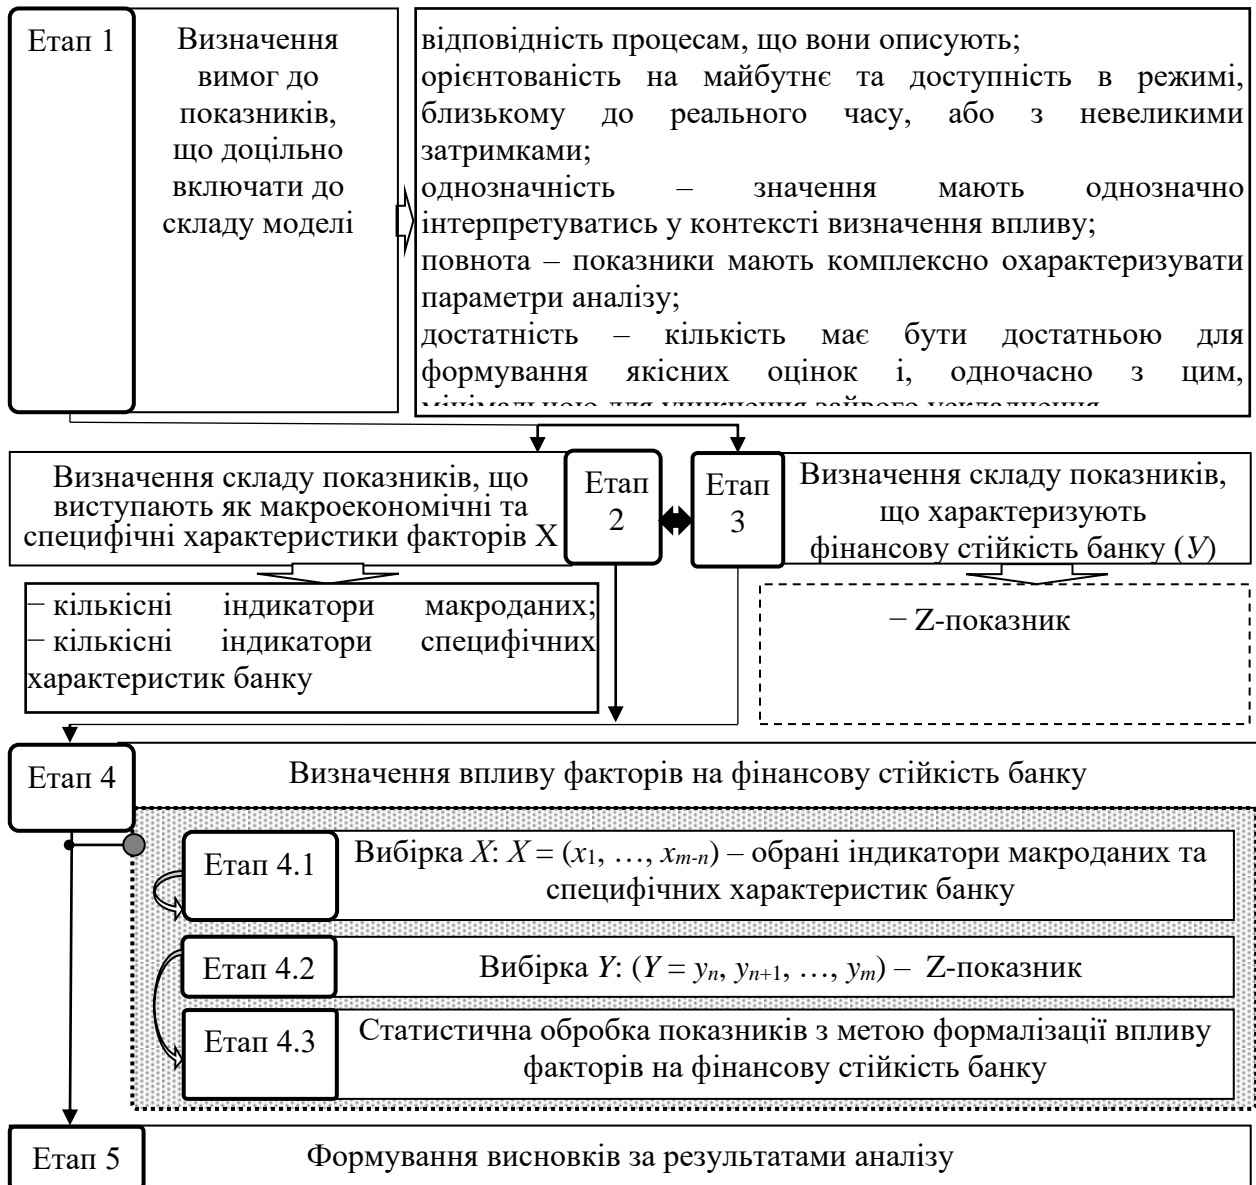 Етап 1
Визначення
вимог до
показників,
що доцільно
включати до
складу моделі
відповідність процесам, що вони описують;
орієнтованість на майбутнє та доступність в режимі,
близькому до реального часу, або з невеликими
затримками;
однозначність – значення мають однозначно
інтерпретуватись у контексті визначення впливу;
повнота – показники мають комплексно охарактеризувати
параметри аналізу;
достатність – кількість має бути достатньою для
формування якісних оцінок і, одночасно з цим,
мінімальною для уникнення зайвого ускладнення
Визначення складу показників, що
виступають як макроекономічні та
специфічні характеристики факторів X
Етап
2
Етап
3
Визначення складу показників,
що характеризують
фінансову стійкість банку (У)
– кількісні індикатори макроданих;
– кількісні індикатори специфічних
характеристик банку
– Z-показник
Етап 4
Визначення впливу факторів на фінансову стійкість банку
Етап 4.1
Вибірка X: X = (x1, …, xm-n) – обрані індикатори макроданих та
специфічних характеристик банку
Етап 4.2
Вибірка Y: (Y = yn, yn+1, …, ym) – Z-показник
Етап 4.3
Статистична обробка показників з метою формалізації впливу
факторів на фінансову стійкість банку
Етап 5
Формування висновків за результатами аналізу